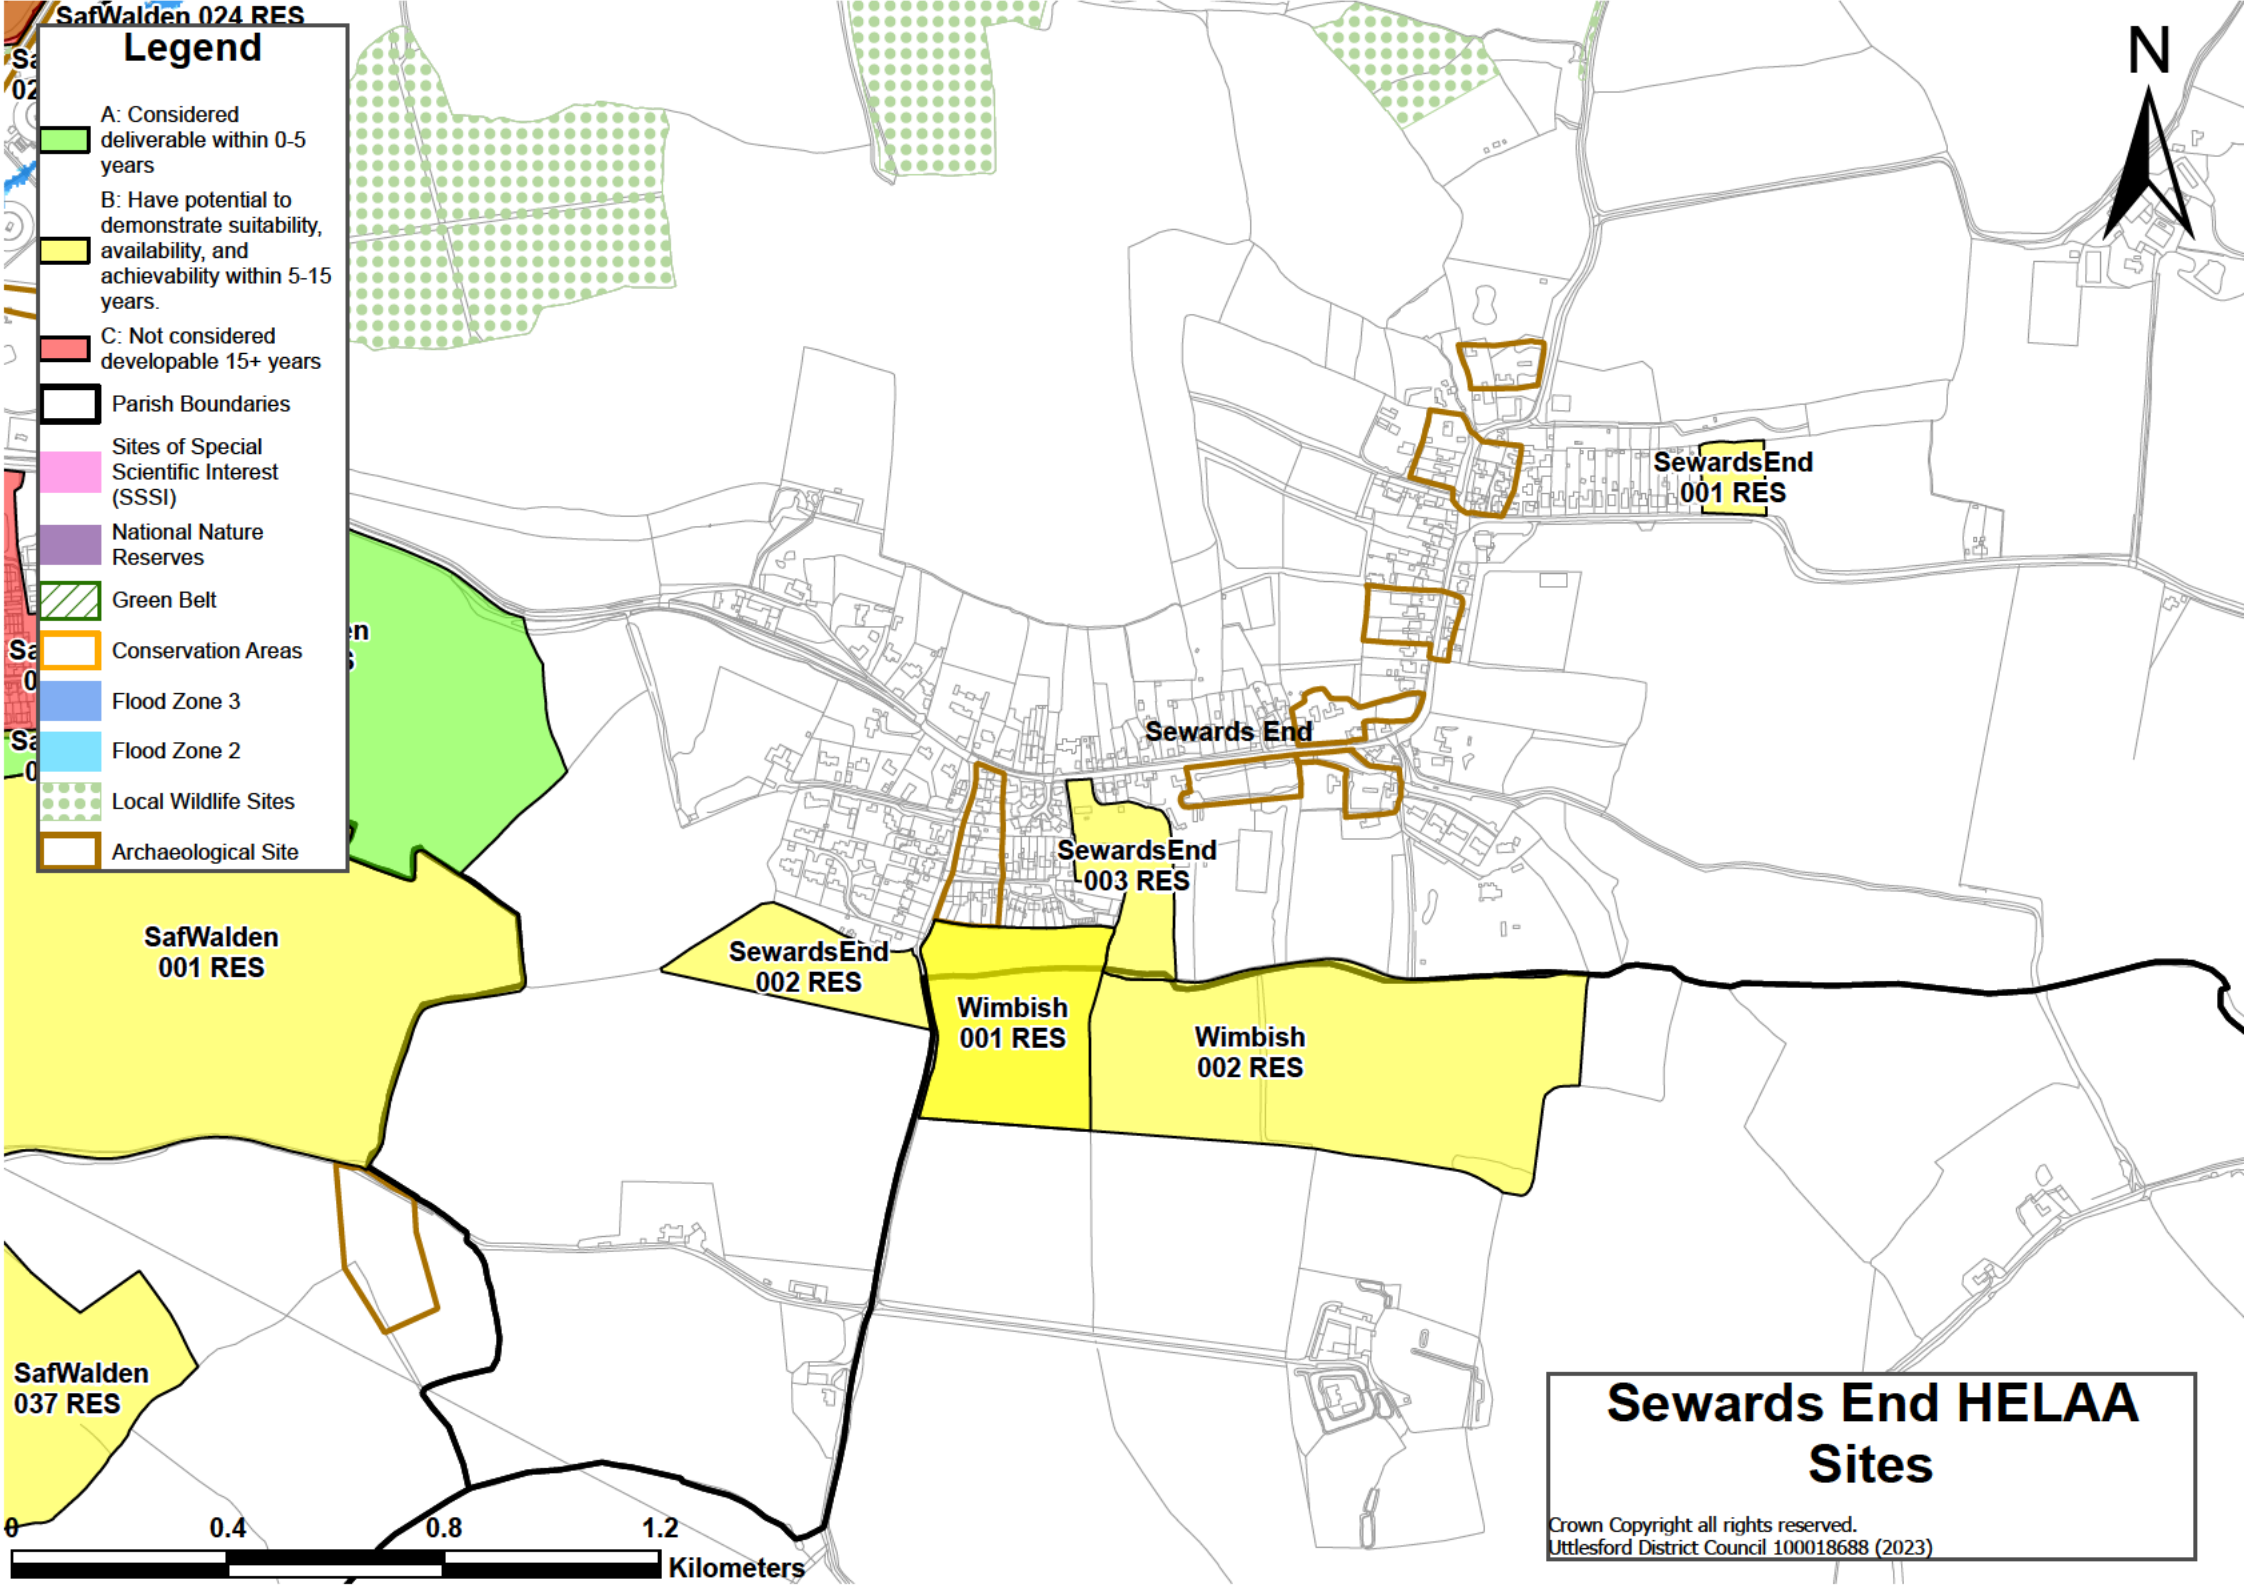 SafWalden 024 RES
Legend
A: Considered
deliverable within 0-5
years
B: Have potential to
demonstrate suitability,
availability, and
achievability within 5-15
years.
C: Not considered
developable 15+ years
Parish Boundaries
Sites of Special
Scientific Interest
(SSSI)
National Nature
Reserves
Green Belt
Conservation Areas
Flood Zone 3
Flood Zone 2
Local Wildlife Sites
Archaeological Site
N
SewardsEnd
001 RES
Sewards End
SewardsEnd
003 RES
SewardsEnd
002 RES
SafWalden
001 RES
Wimbish
001 RES
Wimbish
002 RES
SafWalden
037 RES
0 0.4 0.8 1.2
Kilometers
Sewards End HELAA
Sites
Crown Copyright all rights reserved.
Uttlesford District Council 100018688 (2023)